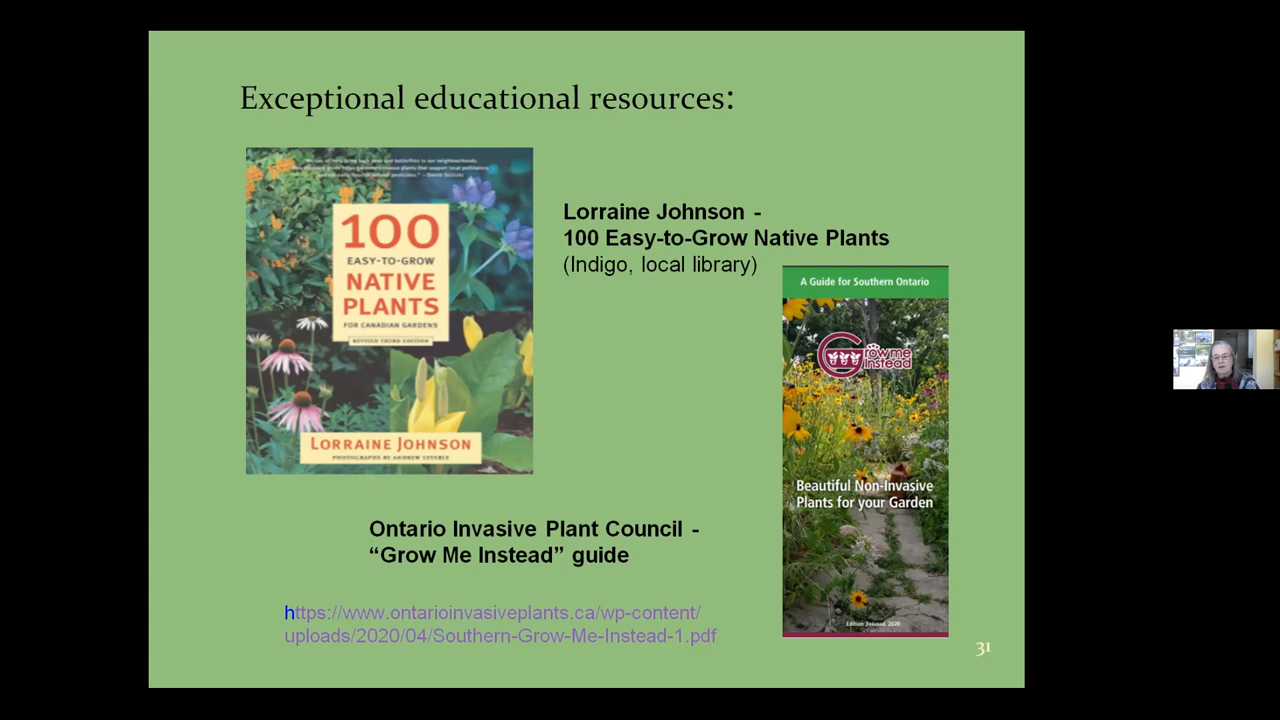 Exceptional educational resources:
100
EASY-TO-GROW
NATIVE
PLANTS
FOR CANADIAN GARDENS
REVISED THIRD EDITION
LORRAINE JOHNSON
PHOTOGRAPHS BY ANDREW LEYERLE
Lorraine Johnson -
100 Easy-to-Grow Native Plants
(Indigo, local library)
A Guide for Southern Ontario
Grow me
Instead
Beautiful Non-Invasive
Plants for your Garden
Ontario Invasive Plant Council -
“Grow Me Instead” guide
https://www.ontarioinvasiveplants.ca/wp-content/
uploads/2020/04/Southern-Grow-Me-Instead-1.pdf
31